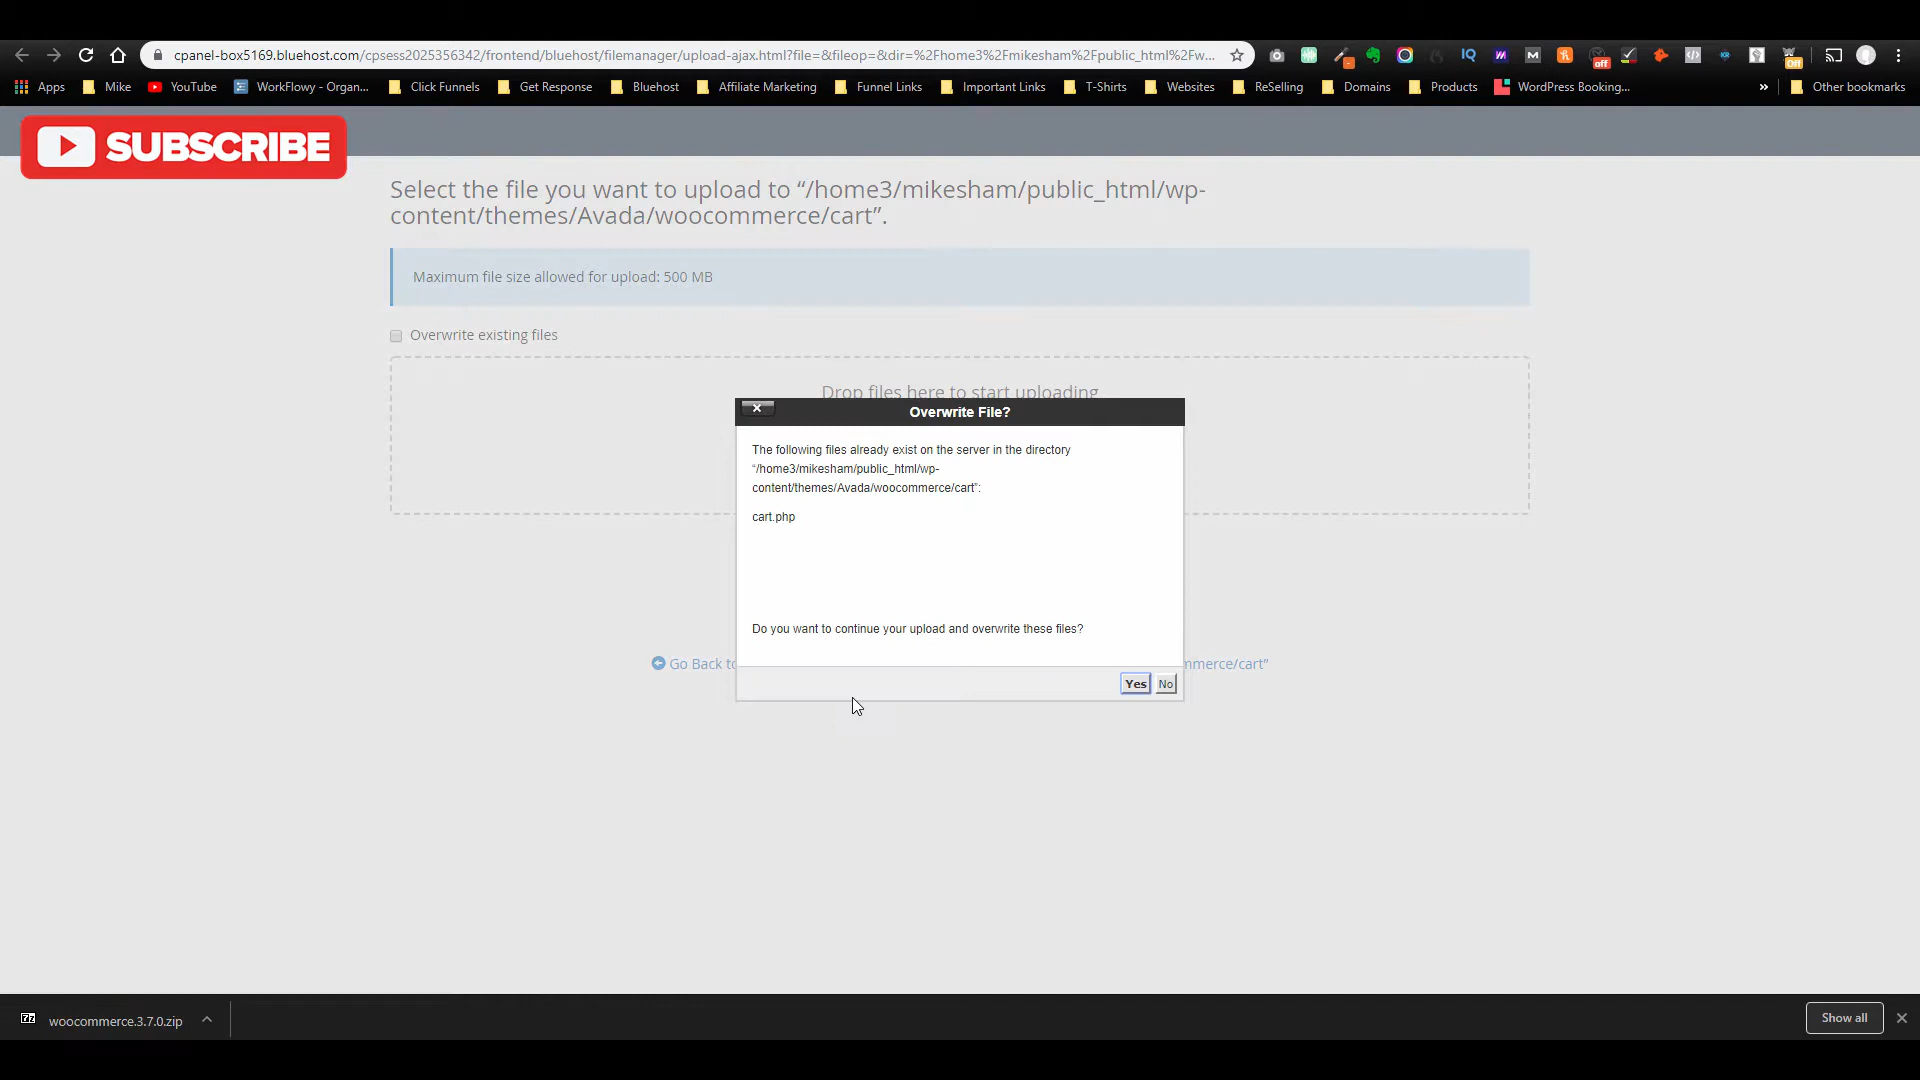 cpanel-box5169.bluehost.com/cpsess2025356342/frontend/bluehost/filemanager/upload-ajax.html?file=&fileop=&dir=%2Fhome3%2Fmikesham%2Fpublic_html%2Fw...
Apps Mike YouTube WorkFlowy - Organ... Click Funnels Get Response Bluehost Affiliate Marketing Funnel Links Important Links T-Shirts Websites ReSelling Domains Products WordPress Booking... » Other bookmarks
SUBSCRIBE
Select the file you want to upload to “/home3/mikesham/public_html/wp-
content/themes/Avada/woocommerce/cart”.
Maximum file size allowed for upload: 500 MB
Overwrite existing files
Drop files here to start uploading
Overwrite File?
The following files already exist on the server in the directory
“/home3/mikesham/public_html/wp-
content/themes/Avada/woocommerce/cart”:
cart.php
Do you want to continue your upload and overwrite these files?
Go Back to mmerce/cart”
Yes No
woocommerce.3.7.0.zip
Show all